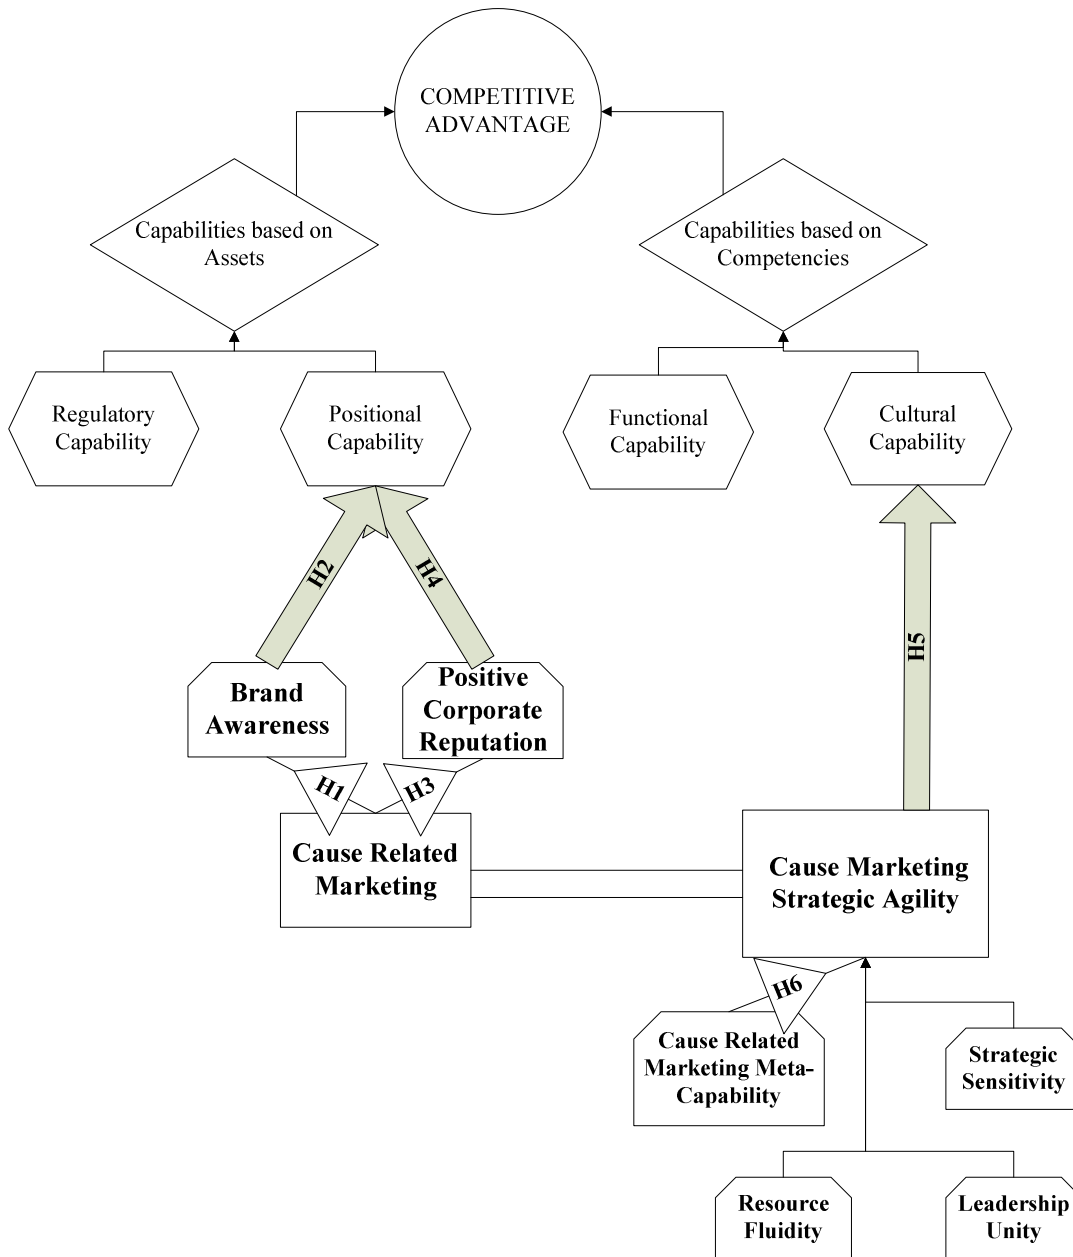 COMPETITIVE
ADVANTAGE
Capabilities based on
Assets
Capabilities based on
Competencies
Regulatory
Capability
Positional
Capability
Functional
Capability
Cultural
Capability
H2
H4
H5
Brand
Awareness
Positive
Corporate
Reputation
H1
H3
Cause Related
Marketing
Cause Marketing
Strategic Agility
H6
Cause Related
Marketing Meta-
Capability
Strategic
Sensitivity
Resource
Fluidity
Leadership
Unity